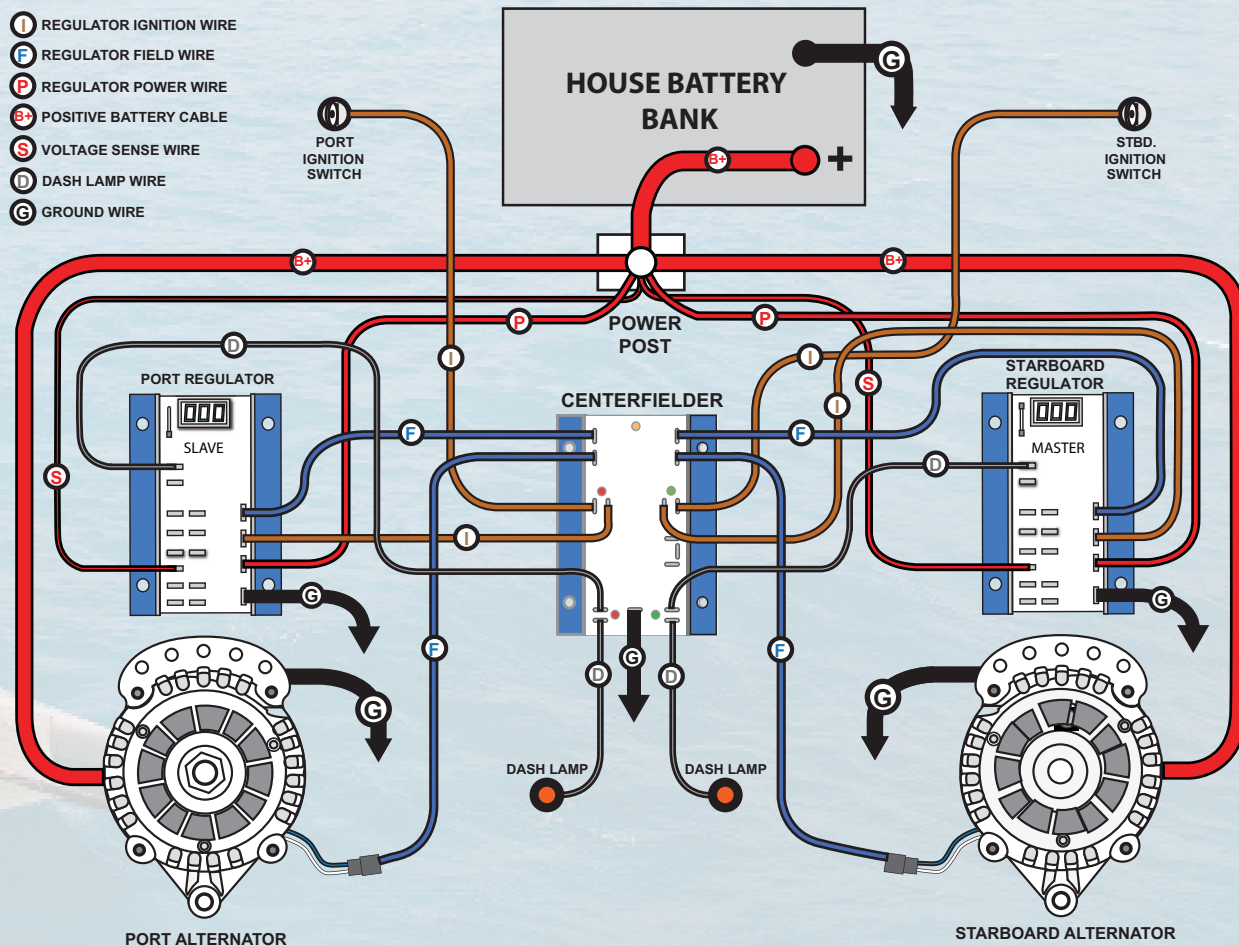 I REGULATOR IGNITION WIRE
F REGULATOR FIELD WIRE
P REGULATOR POWER WIRE
B+ POSITIVE BATTERY CABLE
S VOLTAGE SENSE WIRE
D DASH LAMP WIRE
G GROUND WIRE
HOUSE BATTERY
BANK
G
B+
+
PORT
IGNITION
SWITCH
STBD.
IGNITION
SWITCH
B+
B+
P
P
POWER
POST
D
I
I
S
I
PORT REGULATOR
000
SLAVE
STARBOARD
REGULATOR
000
MASTER
CENTERFIELDER
F
F
S
D
I
G
G
F
G
F
D
D
G
G
DASH LAMP
DASH LAMP
PORT ALTERNATOR
STARBOARD ALTERNATOR